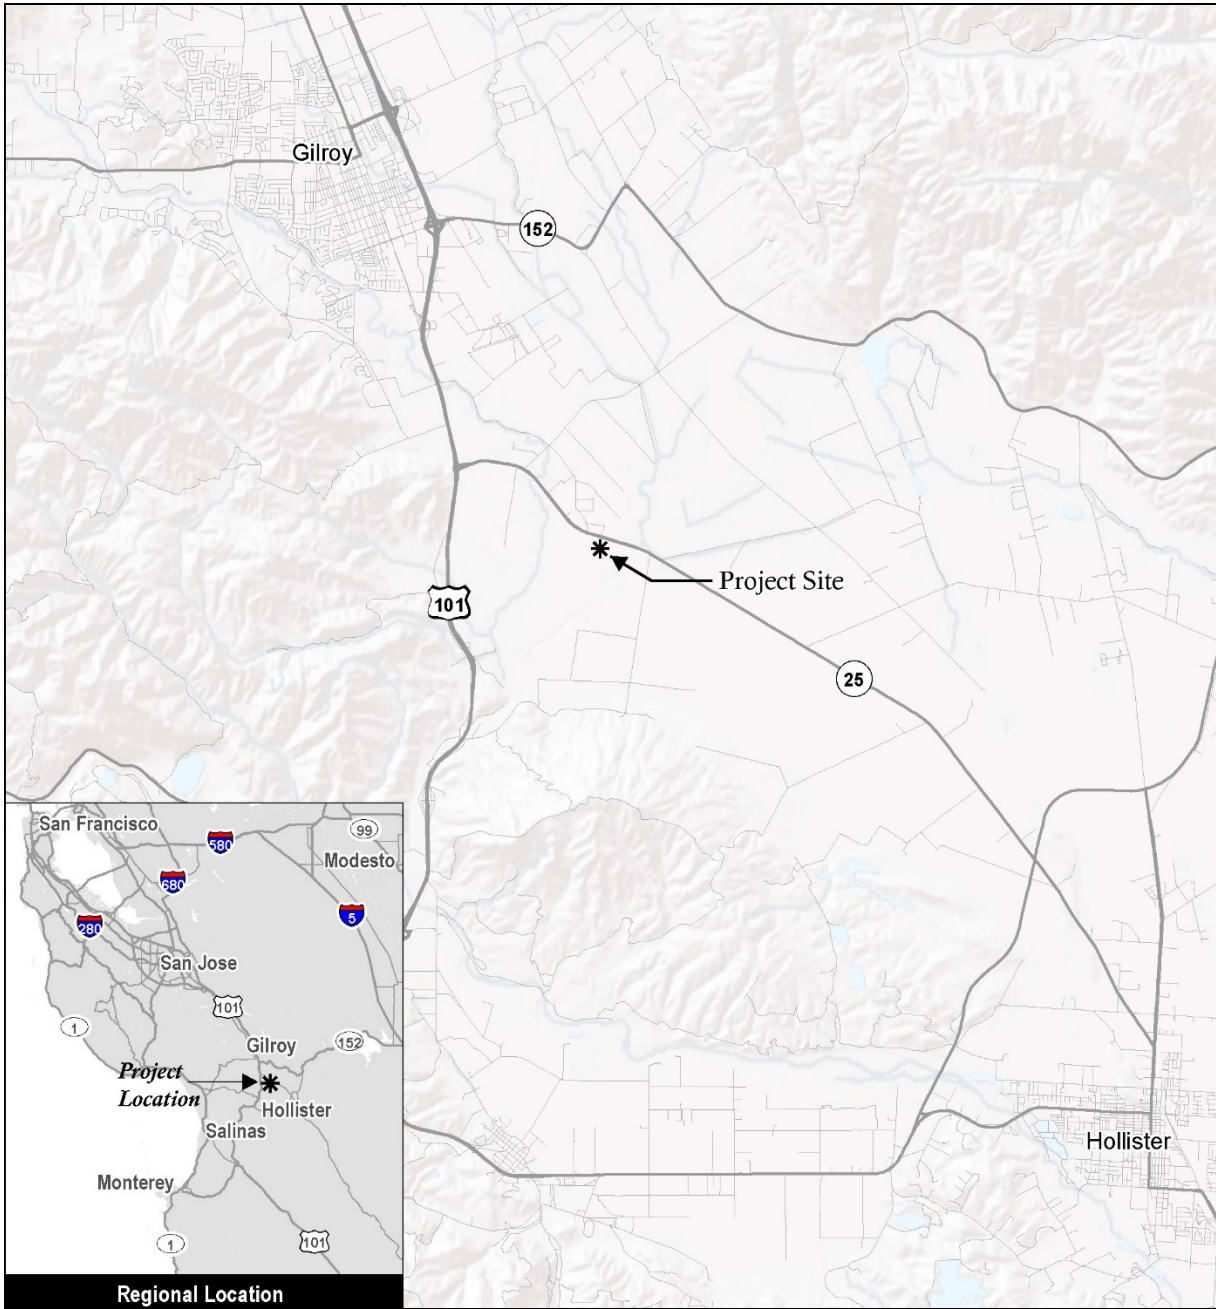 Gilroy
152
Project Site
101
25
Hollister
San Francisco
99
580
Modesto
680
5
280
San Jose
101
1
Gilroy
152
Project
Location
Hollister
Salinas
Monterey
101
1
Regional Location